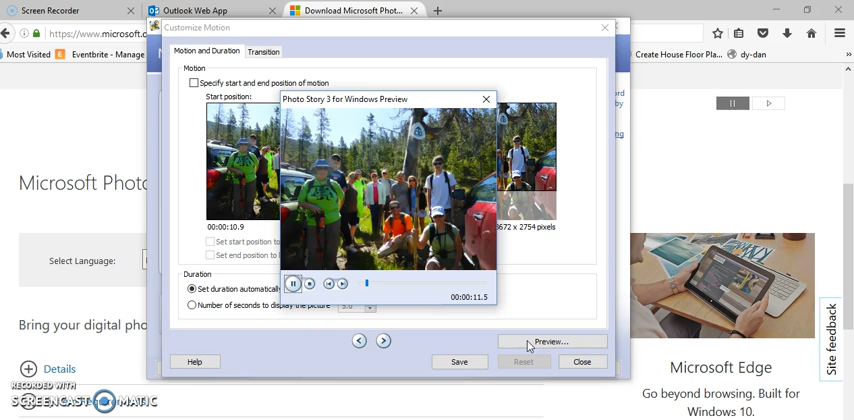 Screen Recorder
Outlook Web App
Download Microsoft Phot...
https://www.microsoft.c
Search
Most Visited
Eventbrite - Manage
Create House Floor Pla...
dy-dan
Customize Motion
Motion and Duration
Transition
Motion
Specify start and end position of motion
Start position:
Photo Story 3 for Windows Preview
00:00:10.9
3672 x 2754 pixels
Set start position to
Set end position to
Duration
Set duration automatically
Number of seconds to display the picture
5.0
00:00:11.5
Preview...
Help
Save
Reset
Close
Microsoft Phot
Select Language:
Bring your digital pho
Details
RECORDED WITH
SCREENCAST MATIC
Microsoft Edge
Go beyond browsing. Built for
Windows 10.
Site feedback